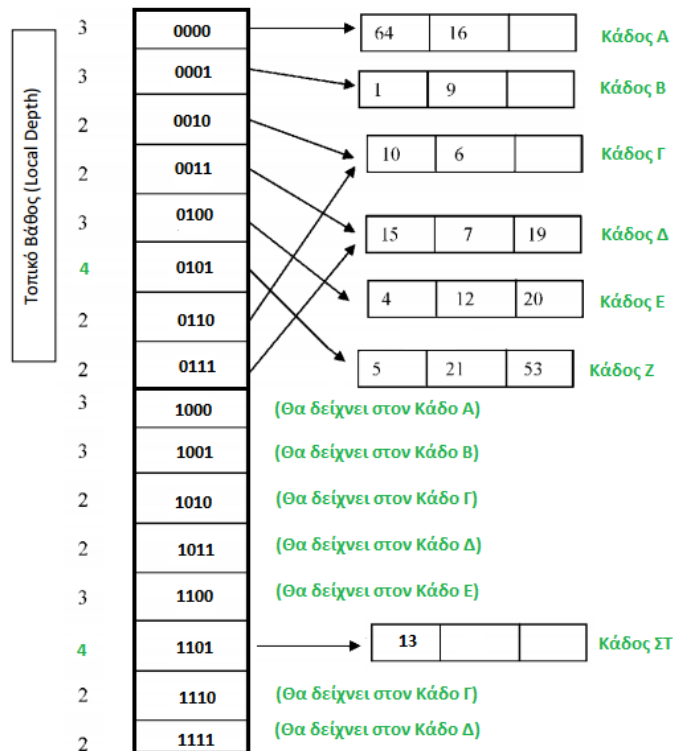 Τοπικό Βάθος (Local Depth)
3 0000 64 16 Κάδος Α
3 0001 1 9 Κάδος Β
2 0010 10 6 Κάδος Γ
2 0011 15 7 19 Κάδος Δ
3 0100 4 12 20 Κάδος Ε
4 0101 5 21 53 Κάδος Ζ
2 0110
2 0111
3 1000 (Θα δείχνει στον Κάδο Α)
3 1001 (Θα δείχνει στον Κάδο Β)
2 1010 (Θα δείχνει στον Κάδο Γ)
2 1011 (Θα δείχνει στον Κάδο Δ)
3 1100 (Θα δείχνει στον Κάδο Ε)
4 1101 13 Κάδος ΣΤ
2 1110 (Θα δείχνει στον Κάδο Γ)
2 1111 (Θα δείχνει στον Κάδο Δ)